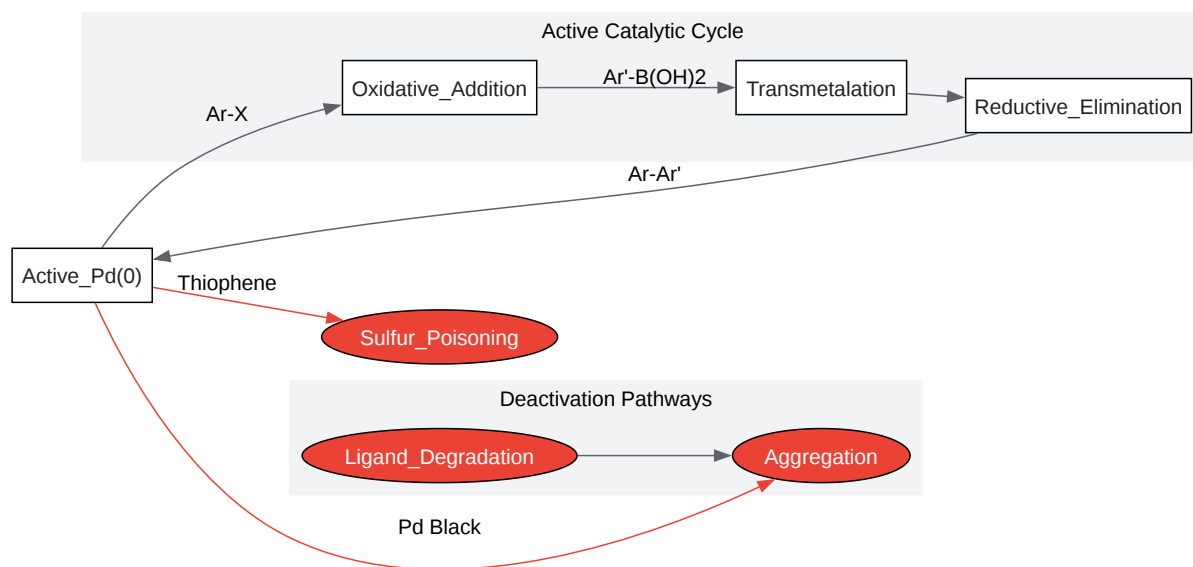 Active Catalytic Cycle
Oxidative_Addition
Ar'-B(OH)2
Transmetalation
Reductive_Elimination
Ar-X
Ar-Ar'
Active_Pd(0)
Thiophene
Sulfur_Poisoning
Deactivation Pathways
Ligand_Degradation
Aggregation
Pd Black